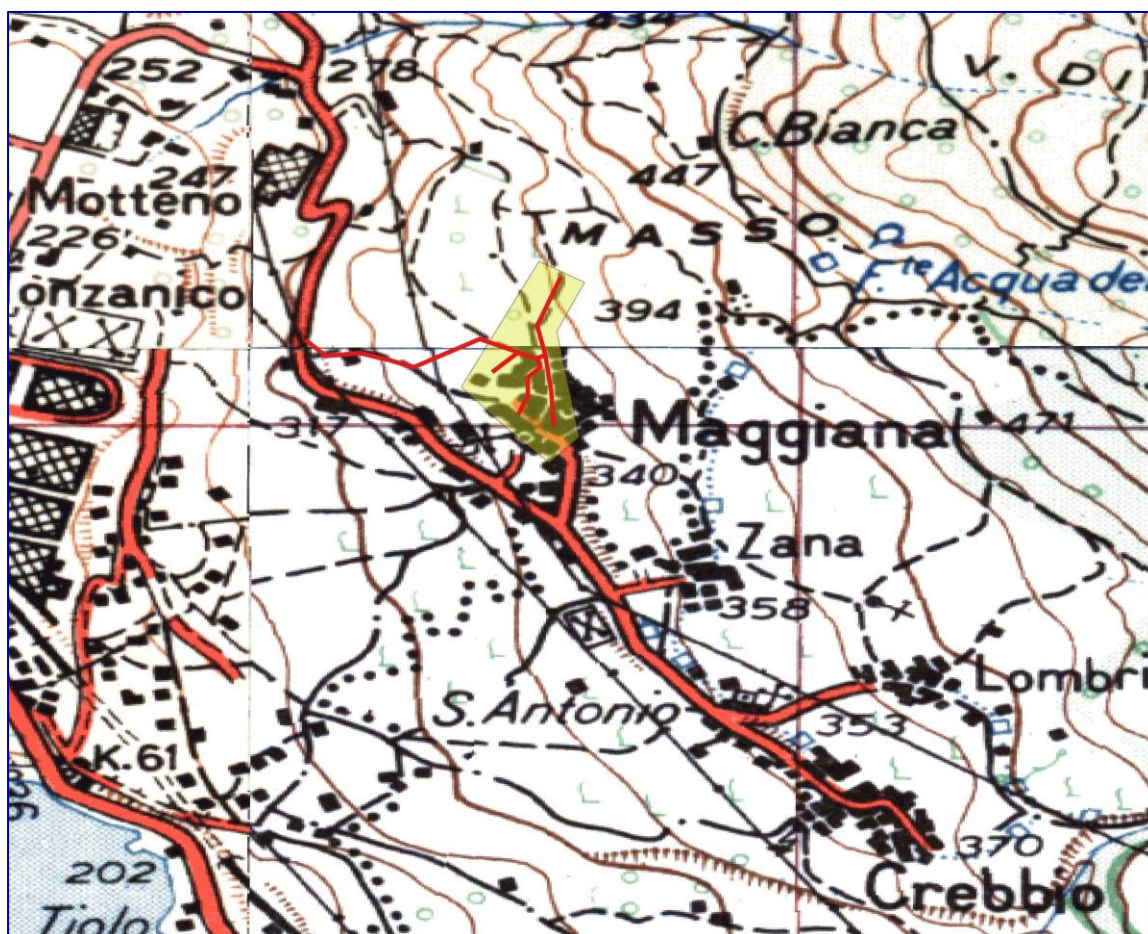 434
252
278
V. DI
C. Bianca
247
447
Motteno
226
MASSO
onzanico
F.te Acqua de
394
317
Maggiana
471
340
Zana
358
Lombri
S. Antonio
353
K.61
370
202
Crebbio
Tiolo